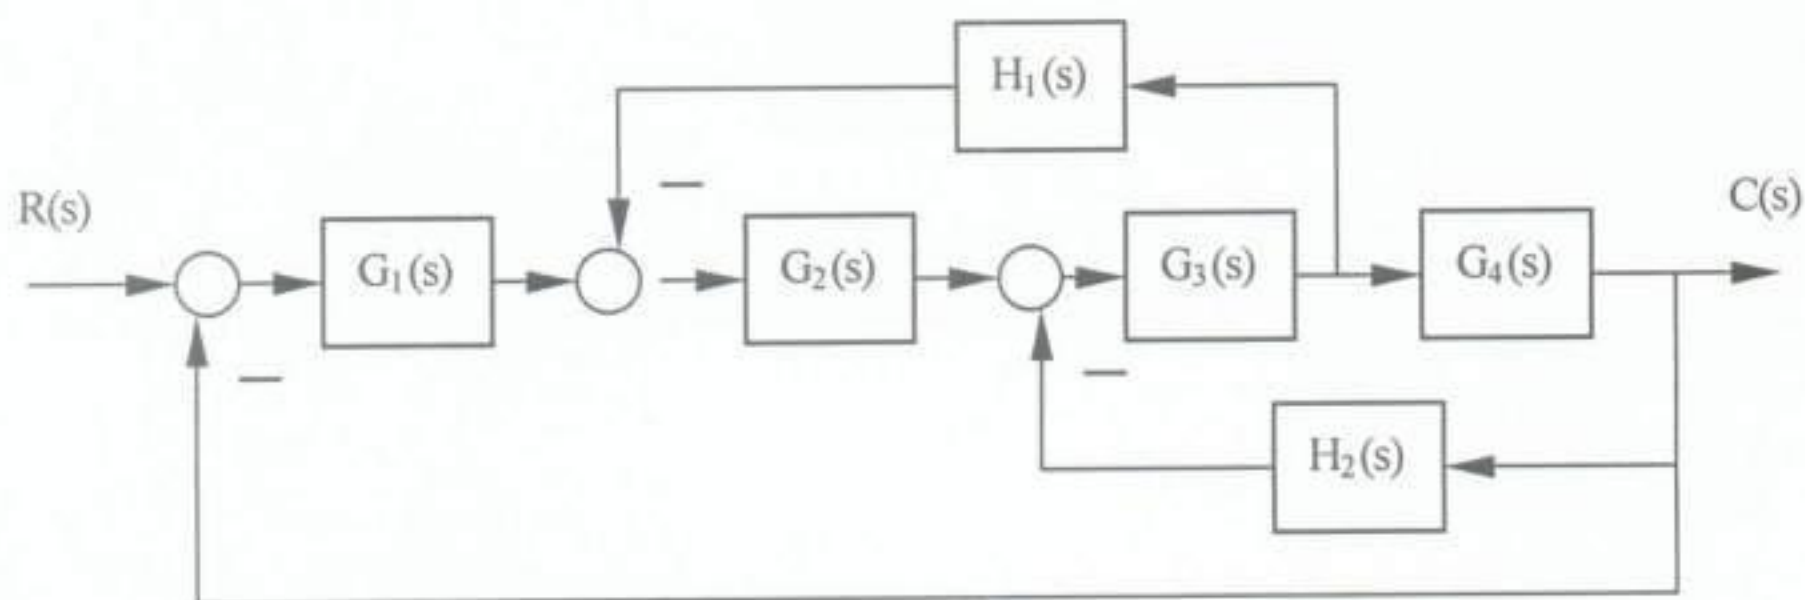 H₁(s)
R(s)
C(s)
G₁(s)
G₂(s)
G₃(s)
G₄(s)
H₂(s)